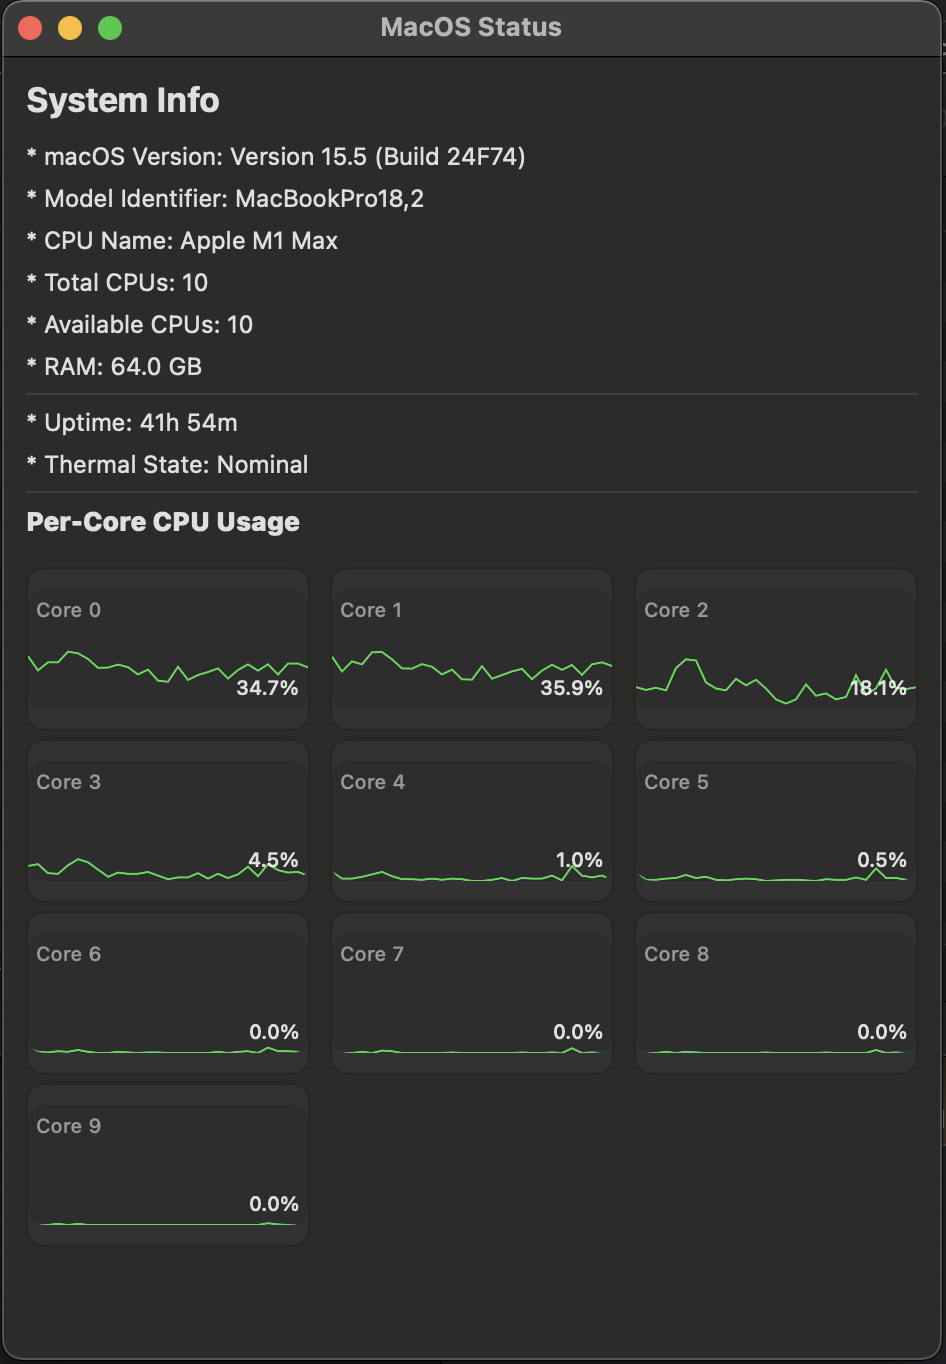 MacOS Status
System Info
* macOS Version: Version 15.5 (Build 24F74)
* Model Identifier: MacBookPro18,2
* CPU Name: Apple M1 Max
* Total CPUs: 10
* Available CPUs: 10
* RAM: 64.0 GB
* Uptime: 41h 54m
* Thermal State: Nominal
Per-Core CPU Usage
Core 0
34.7%
Core 1
35.9%
Core 2
18.1%
Core 3
4.5%
Core 4
1.0%
Core 5
0.5%
Core 6
0.0%
Core 7
0.0%
Core 8
0.0%
Core 9
0.0%